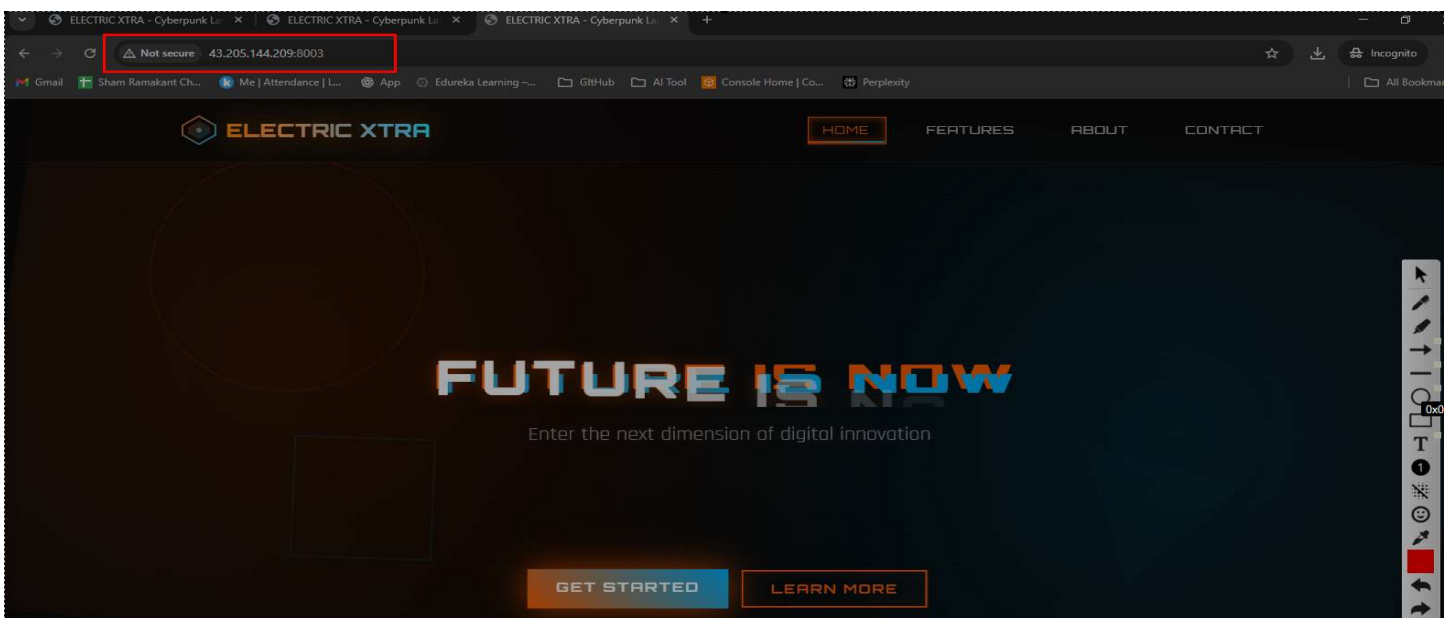 ELECTRIC XTRA - Cyberpunk La
ELECTRIC XTRA - Cyberpunk La
ELECTRIC XTRA - Cyberpunk La
Not secure 43.205.144.209:8003
Incognito
Gmail Sham Ramakant Ch... Me | Attendance | L... App Edureka Learning –... GitHub AI Tool Console Home | Co... Perplexity All Bookmar
ELECTRIC XTRA HOME FEATURES ABOUT CONTACT
FUTURE IS NOW
Enter the next dimension of digital innovation
GET STARTED LEARN MORE
0x0
T
1